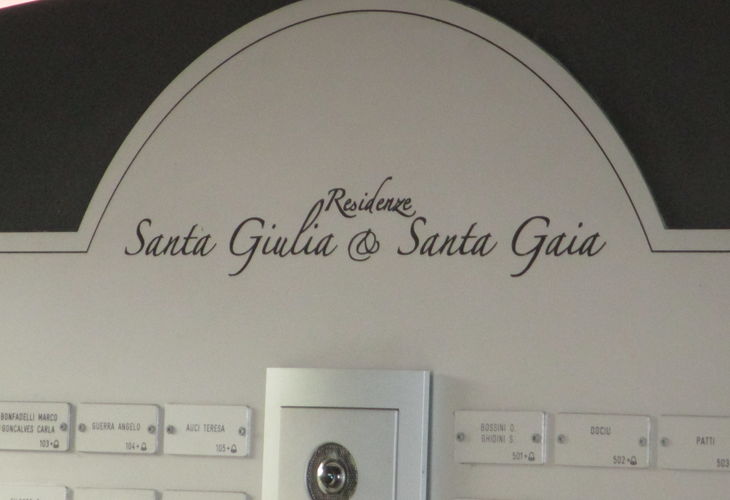 Residenze
Santa Giulia & Santa Gaia
BONFADELLI MARCO
GONCALVES CARLA
103
GUERRA ANGELO
104
AUCI TERESA
105
BOSSINI O.
GHIDINI S.
501
DOCIU
502
PATTI
503